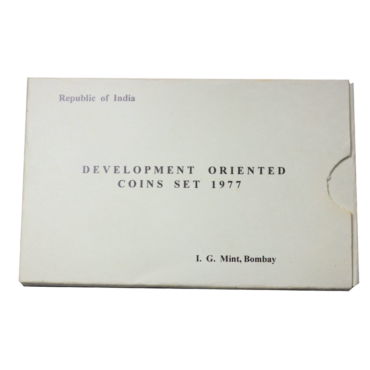 Republic of India
DEVELOPMENT ORIENTED
COINS SET 1977
I. G. Mint, Bombay